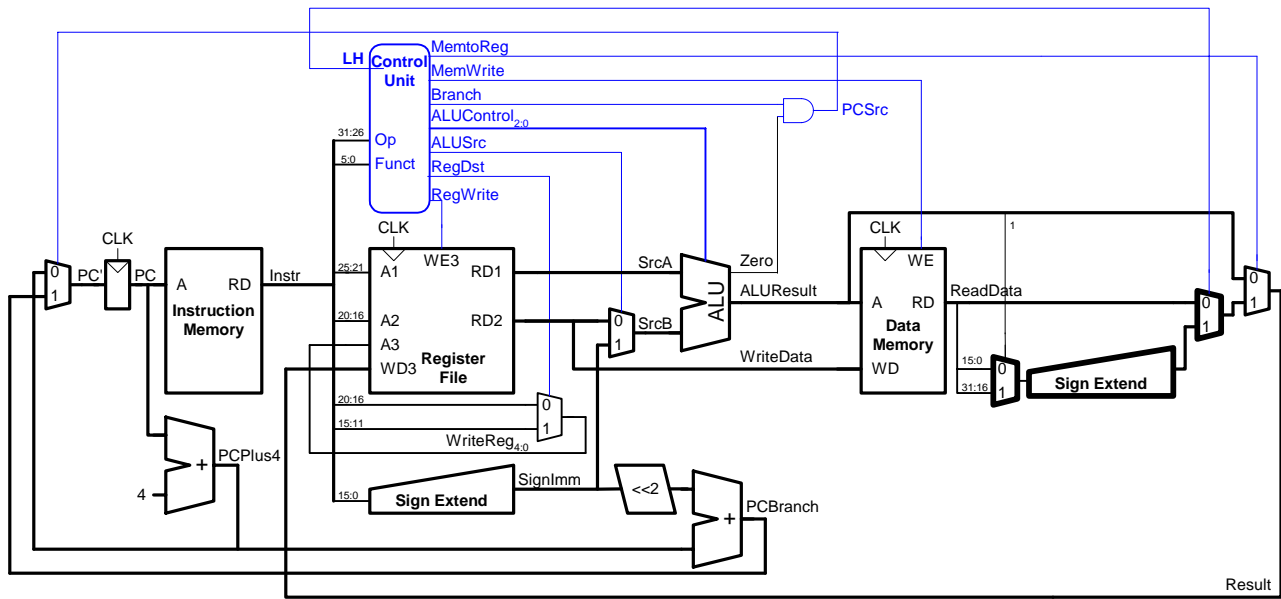 LH
Control
Unit
MemtoReg
MemWrite
Branch
ALUControl2:0
ALUSrc
RegDst
RegWrite
PCSrc
31:26
Op
5:0
Funct
CLK
CLK
CLK
0
1
PC'
PC
A
RD
Instruction
Memory
Instr
25:21
A1
WE3
RD1
20:16
A2
RD2
A3
WD3
Register
File
SrcA
0
1
SrcB
ALU
Zero
ALUResult
WriteData
A
RD
WE
Data
Memory
WD
ReadData
1
15:0
31:16
0
1
Sign Extend
0
1
0
1
20:16
15:11
0
1
WriteReg4:0
PCPlus4
4
+
15:0
Sign Extend
SignImm
<<2
+
PCBranch
Result